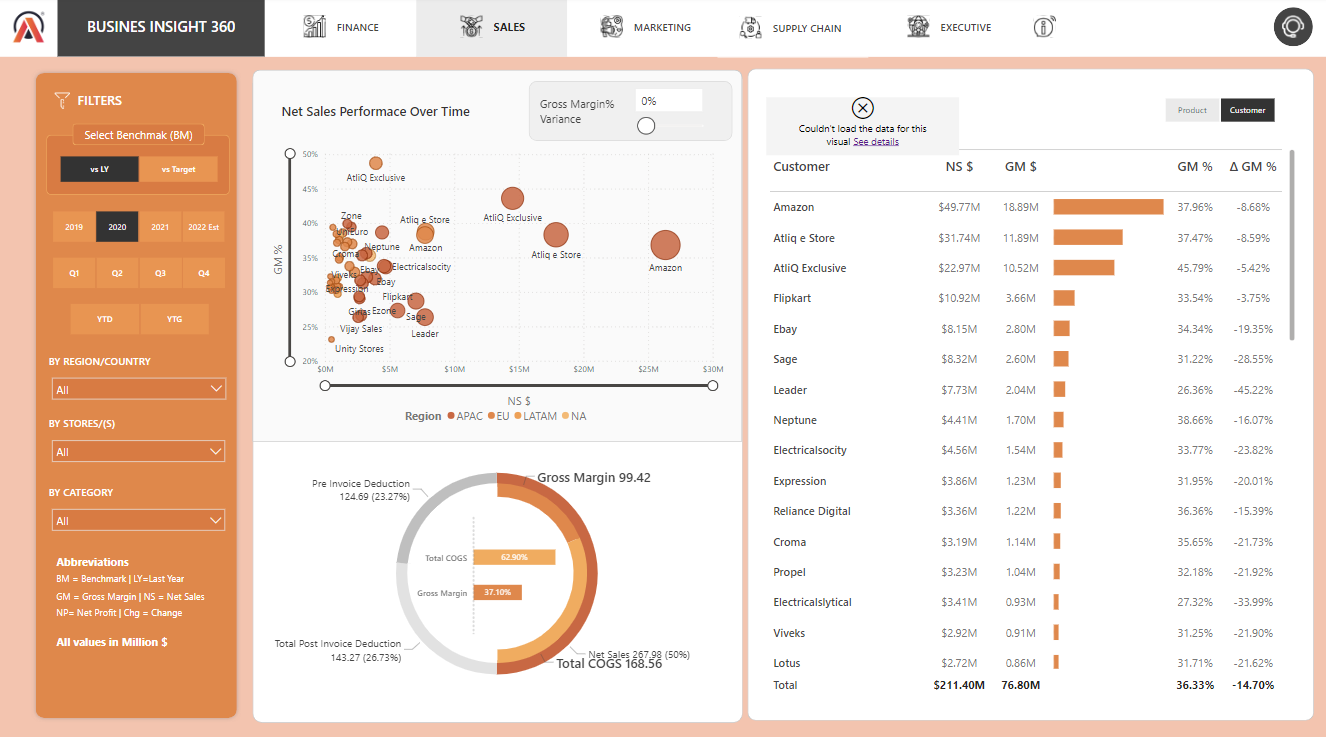 BUSINES INSIGHT 360
FINANCE
SALES
MARKETING
SUPPLY CHAIN
EXECUTIVE
FILTERS
Select Benchmak (BM)
vs LY
vs Target
2019
2020
2021
2022 Est
Q1
Q2
Q3
Q4
YTD
YTG
BY REGION/COUNTRY
All
BY STORES/(S)
All
BY CATEGORY
All
Abbreviations
BM = Benchmark | LY=Last Year
GM = Gross Margin | NS = Net Sales
NP= Net Profit | Chg = Change
All values in Million $
Net Sales Performace Over Time
Gross Margin%
Variance
0%
50%
45%
40%
35%
30%
25%
20%
GM %
AtliQ Exclusive
Zone
UniEuro
Atliq e Store
AtliQ Exclusive
Croma
Neptune
Amazon
Atliq e Store
Amazon
Viveks
Ebay
Electricalsocity
Expression
Ebay
Flipkart
Girias
Ezone
Sage
Vijay Sales
Leader
Unity Stores
$0M
$5M
$10M
$15M
$20M
$25M
$30M
NS $
Region APAC EU LATAM NA
Pre Invoice Deduction
124.69 (23.27%)
Gross Margin 99.42
Total COGS 62.90%
Gross Margin 37.10%
Total Post Invoice Deduction
143.27 (26.73%)
Net Sales 267.98 (50%)
Total COGS 168.56
Couldn't load the data for this
visual See details
Product
Customer
Customer NS $ GM $ GM % Δ GM %
Amazon $49.77M 18.89M 37.96% -8.68%
Atliq e Store $31.74M 11.89M 37.47% -8.59%
AtliQ Exclusive $22.97M 10.52M 45.79% -5.42%
Flipkart $10.92M 3.66M 33.54% -3.75%
Ebay $8.15M 2.80M 34.34% -19.35%
Sage $8.32M 2.60M 31.22% -28.55%
Leader $7.73M 2.04M 26.36% -45.22%
Neptune $4.41M 1.70M 38.66% -16.07%
Electricalsocity $4.56M 1.54M 33.77% -23.82%
Expression $3.86M 1.23M 31.95% -20.01%
Reliance Digital $3.36M 1.22M 36.36% -15.39%
Croma $3.19M 1.14M 35.65% -21.73%
Propel $3.23M 1.04M 32.18% -21.92%
Electricalslytical $3.41M 0.93M 27.32% -33.99%
Viveks $2.92M 0.91M 31.25% -21.90%
Lotus $2.72M 0.86M 31.71% -21.62%
Total $211.40M 76.80M 36.33% -14.70%